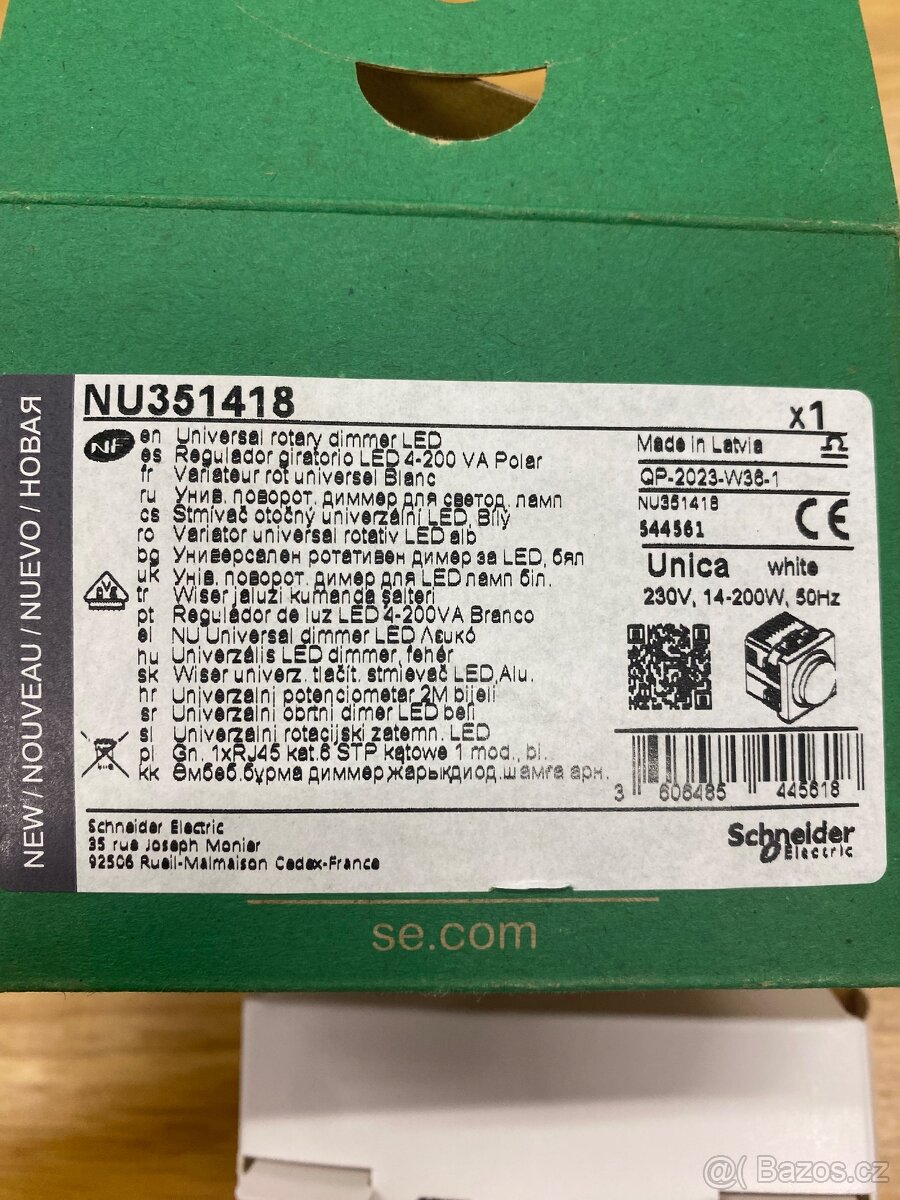 NEW / NOUVEAU / NUEVO / НОВАЯ
NU351418
x1
NF
en Universal rotary dimmer LED
es Regulador giratorio LED 4-200 VA Polar
fr Variateur rot universel Blanc
ru Унив. поворот. диммер для светод. ламп
cs Stmívač otočný univerzální LED, Bílý
ro Variator universal rotativ LED alb
bg Универсален ротативен димер за LED, бял
uk Унів. поворот. димер для LED ламп біл.
tr Wiser jaluzi kumanda şalteri
pt Regulador de luz LED 4-200VA Branco
el NU Universal dimmer LED Λευκό
hu Univerzális LED dimmer, fehér
sk Wiser univerz. tlačít. stmievač LED,Alu.
hr Univerzalni potenciometar 2M bijeli
sr Univerzalni obrtni dimer LED beli
sl Univerzalni rotacijski zatemn. LED
pl Gn. 1xRJ45 kat.6 STP kątowe 1 mod., bi.
kk Әмбеб.бұрма диммер жарықдиод.шамға арн.
Made in Latvia
QP-2023-W36-1
NU351418
544561
CE
Unica white
230V, 14-200W, 50Hz
3 606485 445618
Schneider Electric
35 rue Joseph Monier
92506 Rueil-Malmaison Cedex-France
Schneider
Electric
se.com
@( Bazos.cz